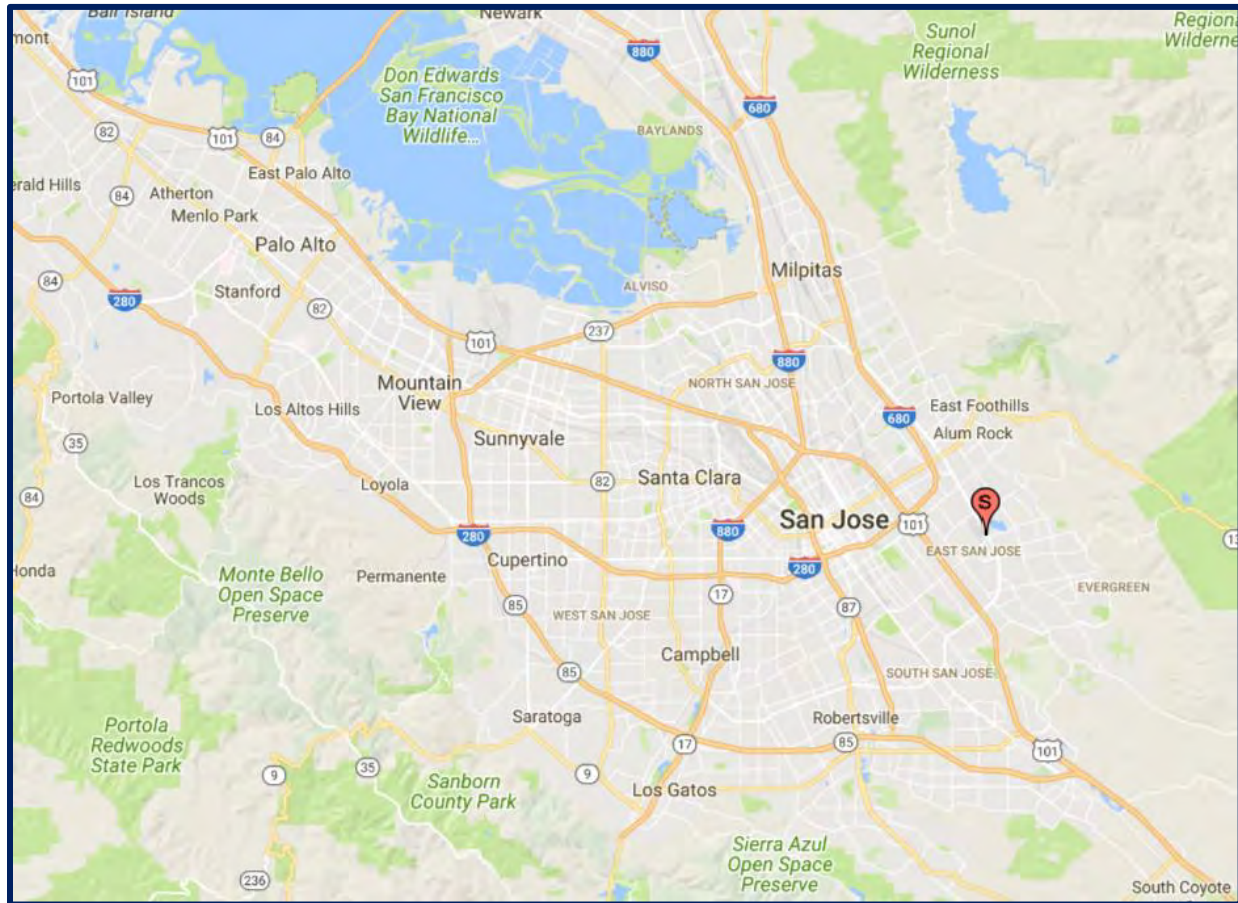 Bair Island
Newark
mont
880
Sunol
Regional
Wilderness
Regiona
Wilderne
101
Don Edwards
San Francisco
Bay National
Wildlife...
680
82
101
84
BAYLANDS
East Palo Alto
erald Hills
84
Atherton
Menlo Park
Palo Alto
Milpitas
84
280
Stanford
ALVISO
82
237
101
880
Mountain
View
NORTH SAN JOSE
Portola Valley
Los Altos Hills
680
East Foothills
Alum Rock
35
Sunnyvale
84
Los Trancos
Woods
Loyola
82
Santa Clara
S
280
880
San Jose
101
13
EAST SAN JOSE
Honda
Monte Bello
Open Space
Preserve
Permanente
Cupertino
280
EVERGREEN
85
WEST SAN JOSE
17
87
Campbell
85
SOUTH SAN JOSE
Portola
Redwoods
State Park
Saratoga
Robertsville
17
85
101
9
35
9
Sanborn
County Park
Los Gatos
Sierra Azul
Open Space
Preserve
236
South Coyote